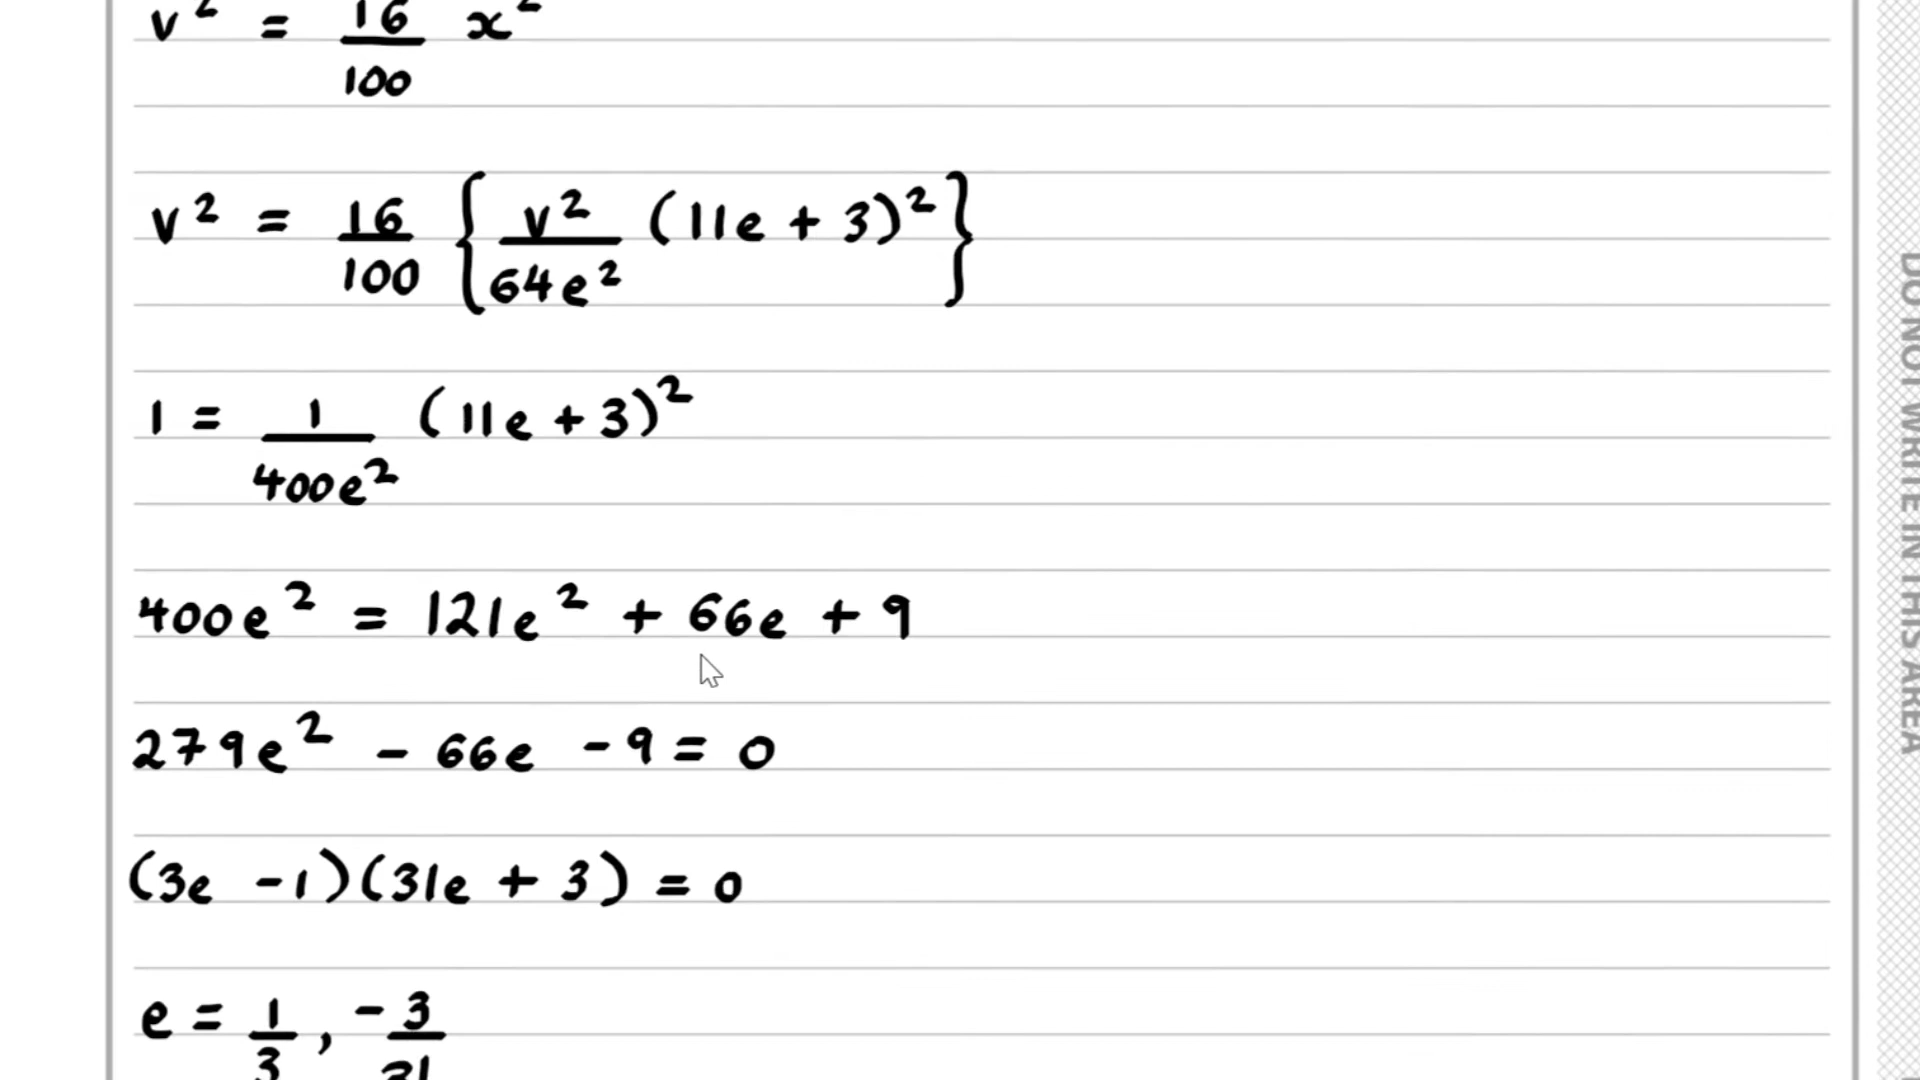 v² = 16/100 x²
v² = 16/100 { v²/64e² (11e + 3)² }
1 = 1/400e² (11e + 3)²
400e² = 121e² + 66e + 9
279e² - 66e - 9 = 0
(3e - 1)(31e + 3) = 0
e = 1/3, -3/31
DO NOT WRITE IN THIS AREA